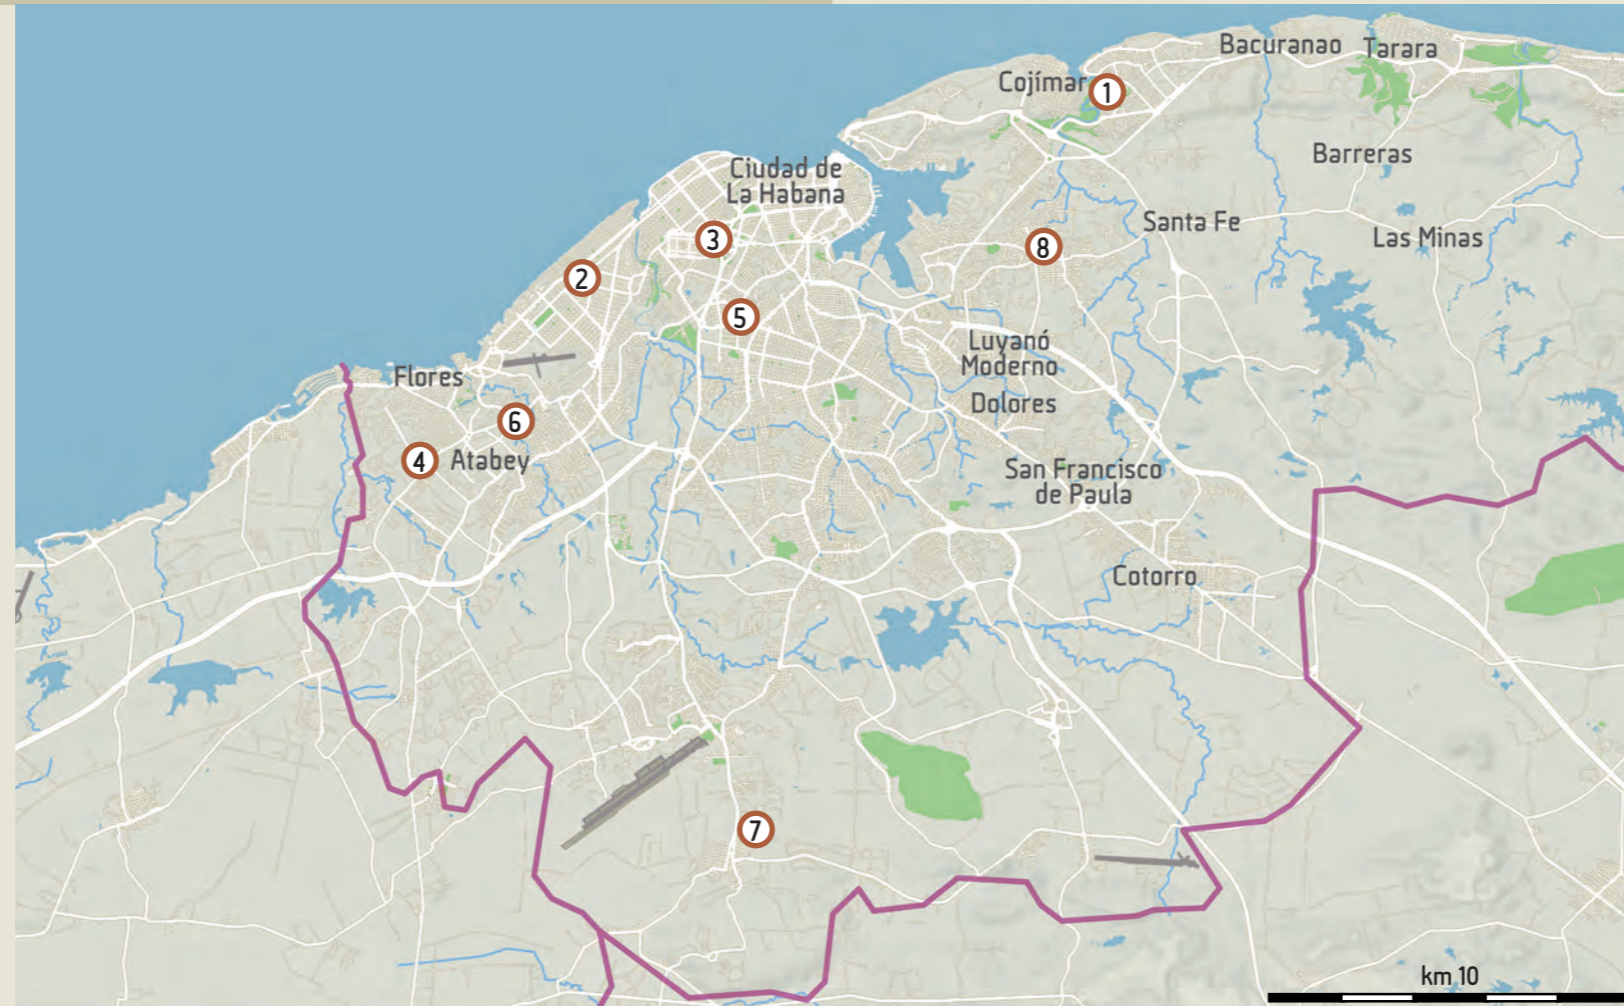 Bacuranao
Tarara
Cojímar
1
Barreras
Ciudad de
La Habana
Santa Fe
Las Minas
3
8
2
5
Luyanó
Moderno
Flores
Dolores
6
4
Atabey
San Francisco
de Paula
Cotorro
7
km 10